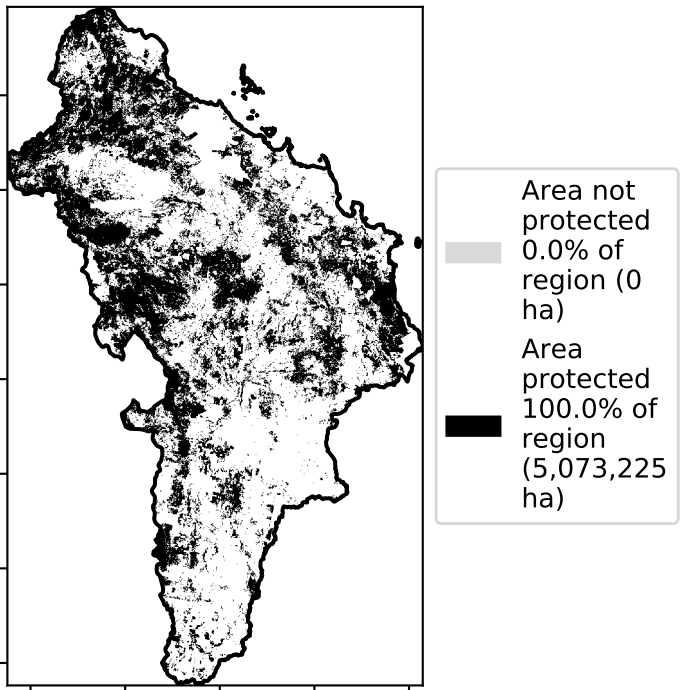 Area not
protected
0.0% of
region (0
ha)
Area
protected
100.0% of
region
(5,073,225
ha)